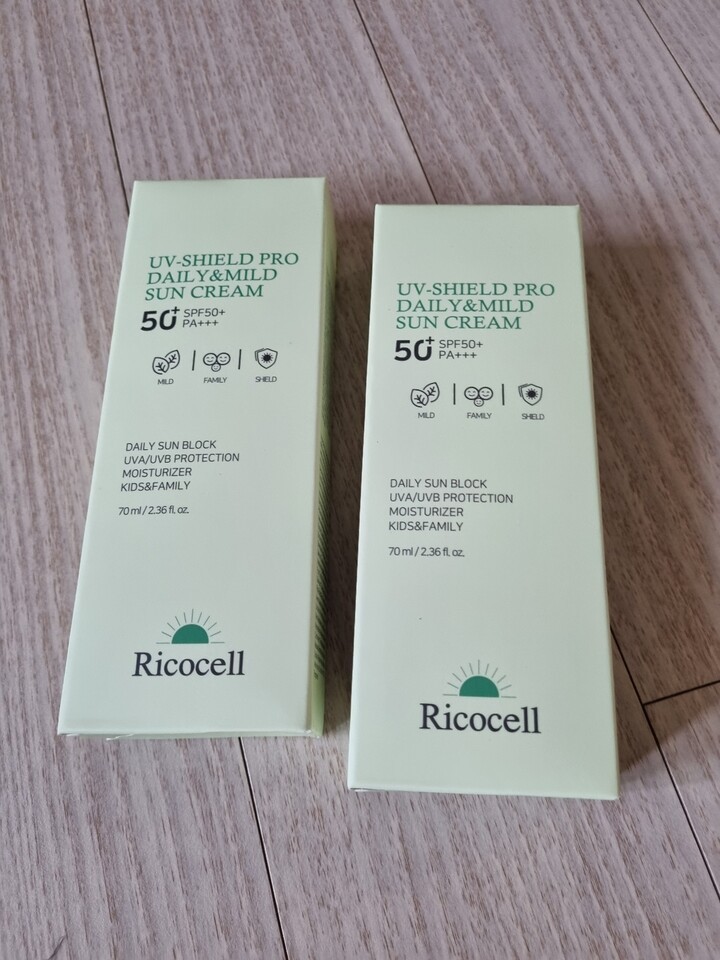 UV-SHIELD PRO
DAILY&MILD
SUN CREAM
50+ SPF50+
PA+++
MILD FAMILY SHIELD
DAILY SUN BLOCK
UVA/UVB PROTECTION
MOISTURIZER
KIDS&FAMILY
70 ml / 2.36 fl. oz.
Ricocell
UV-SHIELD PRO
DAILY&MILD
SUN CREAM
50+ SPF50+
PA+++
MILD FAMILY SHIELD
DAILY SUN BLOCK
UVA/UVB PROTECTION
MOISTURIZER
KIDS&FAMILY
70 ml / 2.36 fl. oz.
Ricocell